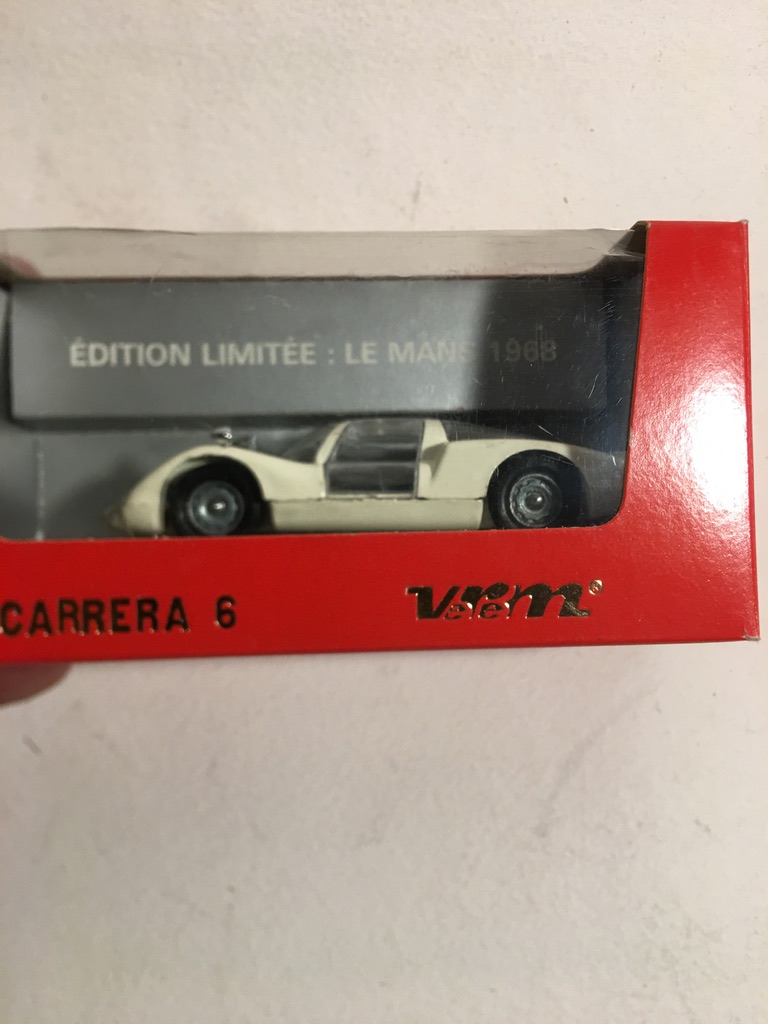 ÉDITION LIMITÉE : LE MANS 1968
CARRERA 6
Verem®